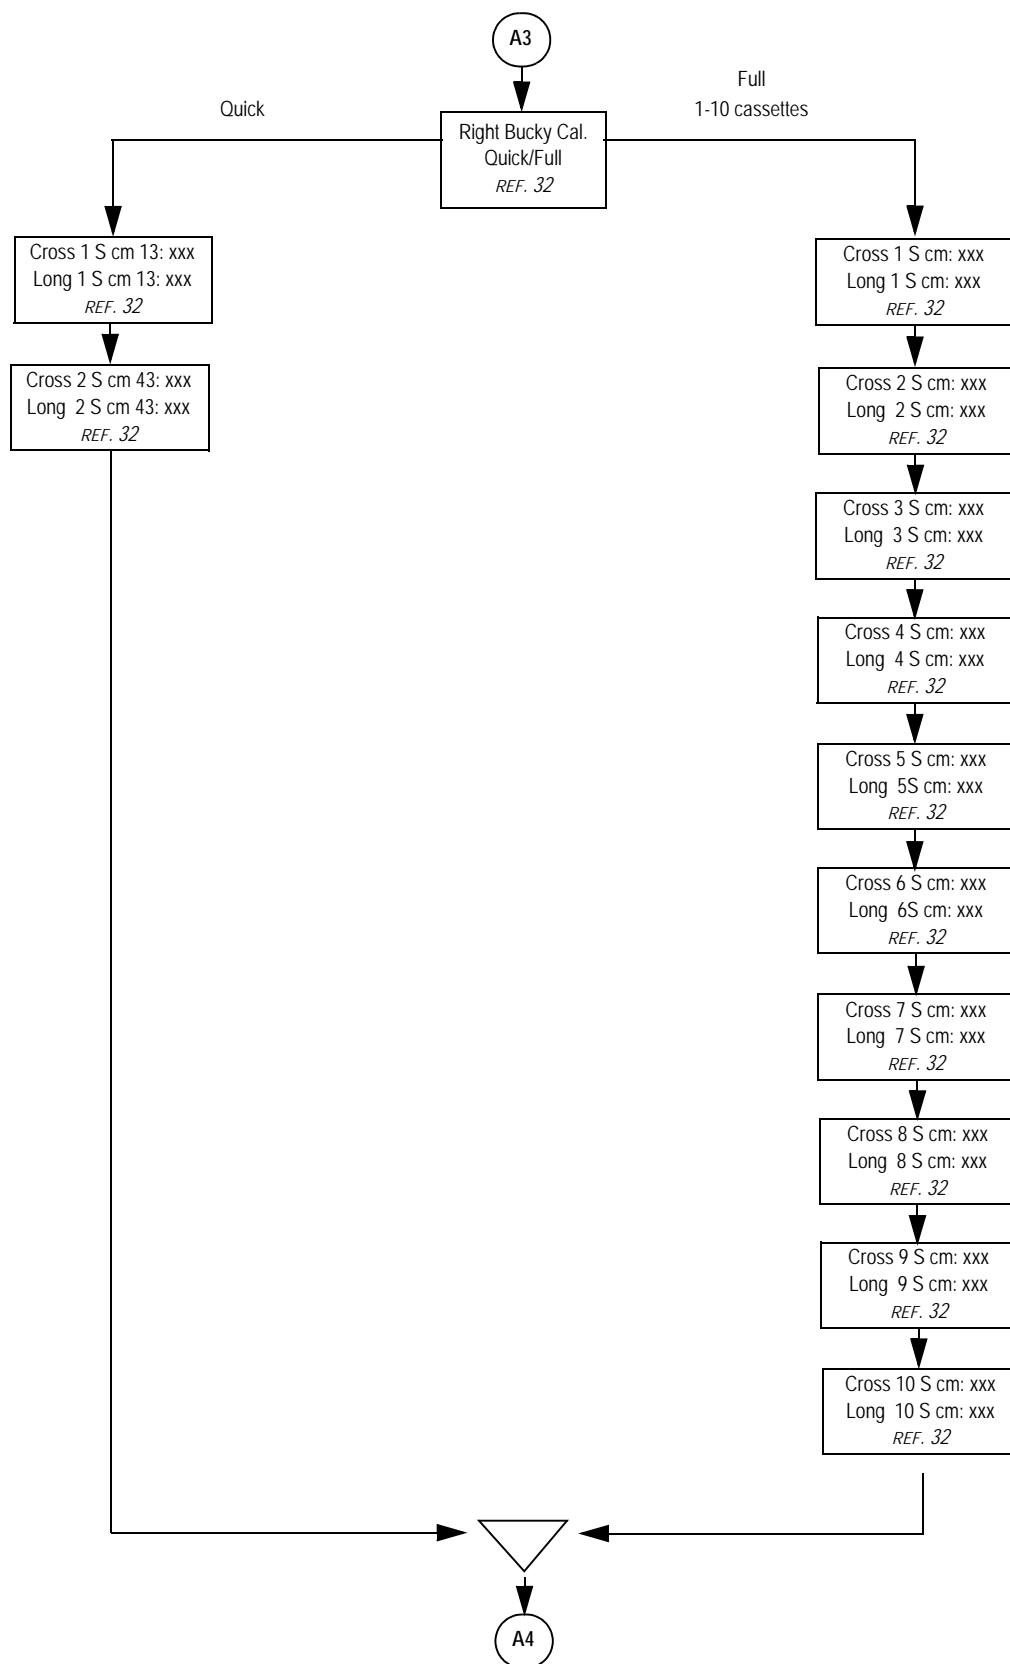 A3
Quick
Full
1-10 cassettes
Right Bucky Cal.
Quick/Full
REF. 32
Cross 1 S cm 13: xxx
Long 1 S cm 13: xxx
REF. 32
Cross 2 S cm 43: xxx
Long 2 S cm 43: xxx
REF. 32
Cross 1 S cm: xxx
Long 1 S cm: xxx
REF. 32
Cross 2 S cm: xxx
Long 2 S cm: xxx
REF. 32
Cross 3 S cm: xxx
Long 3 S cm: xxx
REF. 32
Cross 4 S cm: xxx
Long 4 S cm: xxx
REF. 32
Cross 5 S cm: xxx
Long 5S cm: xxx
REF. 32
Cross 6 S cm: xxx
Long 6S cm: xxx
REF. 32
Cross 7 S cm: xxx
Long 7 S cm: xxx
REF. 32
Cross 8 S cm: xxx
Long 8 S cm: xxx
REF. 32
Cross 9 S cm: xxx
Long 9 S cm: xxx
REF. 32
Cross 10 S cm: xxx
Long 10 S cm: xxx
REF. 32
A4